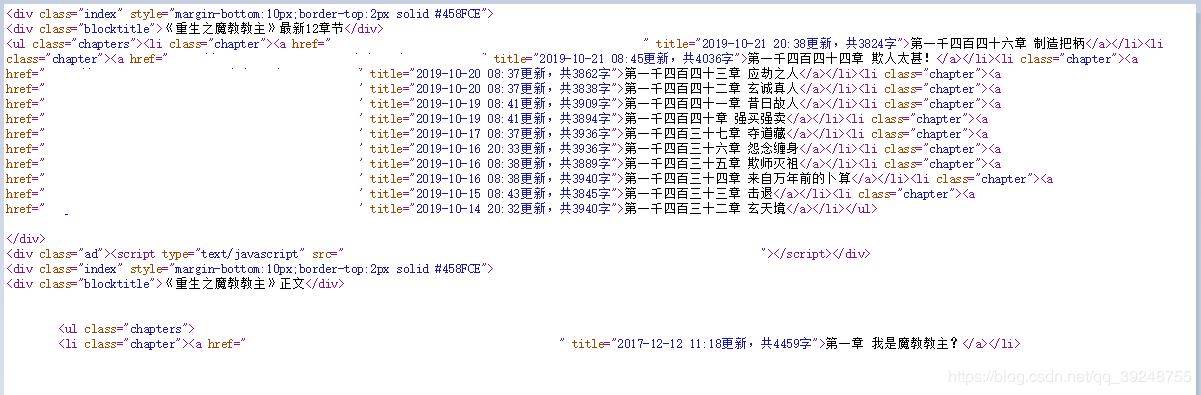 <div class="index" style="margin-bottom:10px;border-top:2px solid #458FCE">
<div class="blocktitle">《重生之魔教教主》最新12章节</div>
<ul class="chapters"><li class="chapter"><a href=" " title="2019-10-21 20:38更新，共3824字">第一千四百四十六章 制造把柄</a></li><li
class="chapter"><a href=" " title="2019-10-21 08:45更新，共4036字">第一千四百四十四章 欺人太甚！</a></li><li class="chapter"><a
href=" " title="2019-10-20 08:37更新，共3862字">第一千四百四十三章 应劫之人</a></li><li class="chapter"><a
href=" " title="2019-10-20 08:37更新，共3838字">第一千四百四十二章 玄诚真人</a></li><li class="chapter"><a
href=" " title="2019-10-19 08:41更新，共3909字">第一千四百四十一章 昔日故人</a></li><li class="chapter"><a
href=" " title="2019-10-19 08:41更新，共3894字">第一千四百四十章 强买强卖</a></li><li class="chapter"><a
href=" " title="2019-10-17 08:37更新，共3936字">第一千四百三十七章 夺道藏</a></li><li class="chapter"><a
href=" " title="2019-10-16 20:33更新，共3936字">第一千四百三十六章 怨念缠身</a></li><li class="chapter"><a
href=" " title="2019-10-16 08:38更新，共3889字">第一千四百三十五章 欺师灭祖</a></li><li class="chapter"><a
href=" " title="2019-10-16 08:38更新，共3940字">第一千四百三十四章 来自万年前的卜算</a></li><li class="chapter"><a
href=" " title="2019-10-15 08:43更新，共3845字">第一千四百三十三章 击退</a></li><li class="chapter"><a
href=" " title="2019-10-14 20:32更新，共3940字">第一千四百三十二章 玄天境</a></li></ul>
</div>
<div class="ad"><script type="text/javascript" src=" "></script></div>
<div class="index" style="margin-bottom:10px;border-top:2px solid #458FCE">
<div class="blocktitle">《重生之魔教教主》正文</div>
<ul class="chapters">
<li class="chapter"><a href=" " title="2017-12-12 11:18更新，共4459字">第一章 我是魔教教主？</a></li>
https://blog.csdn.net/qq_39248755